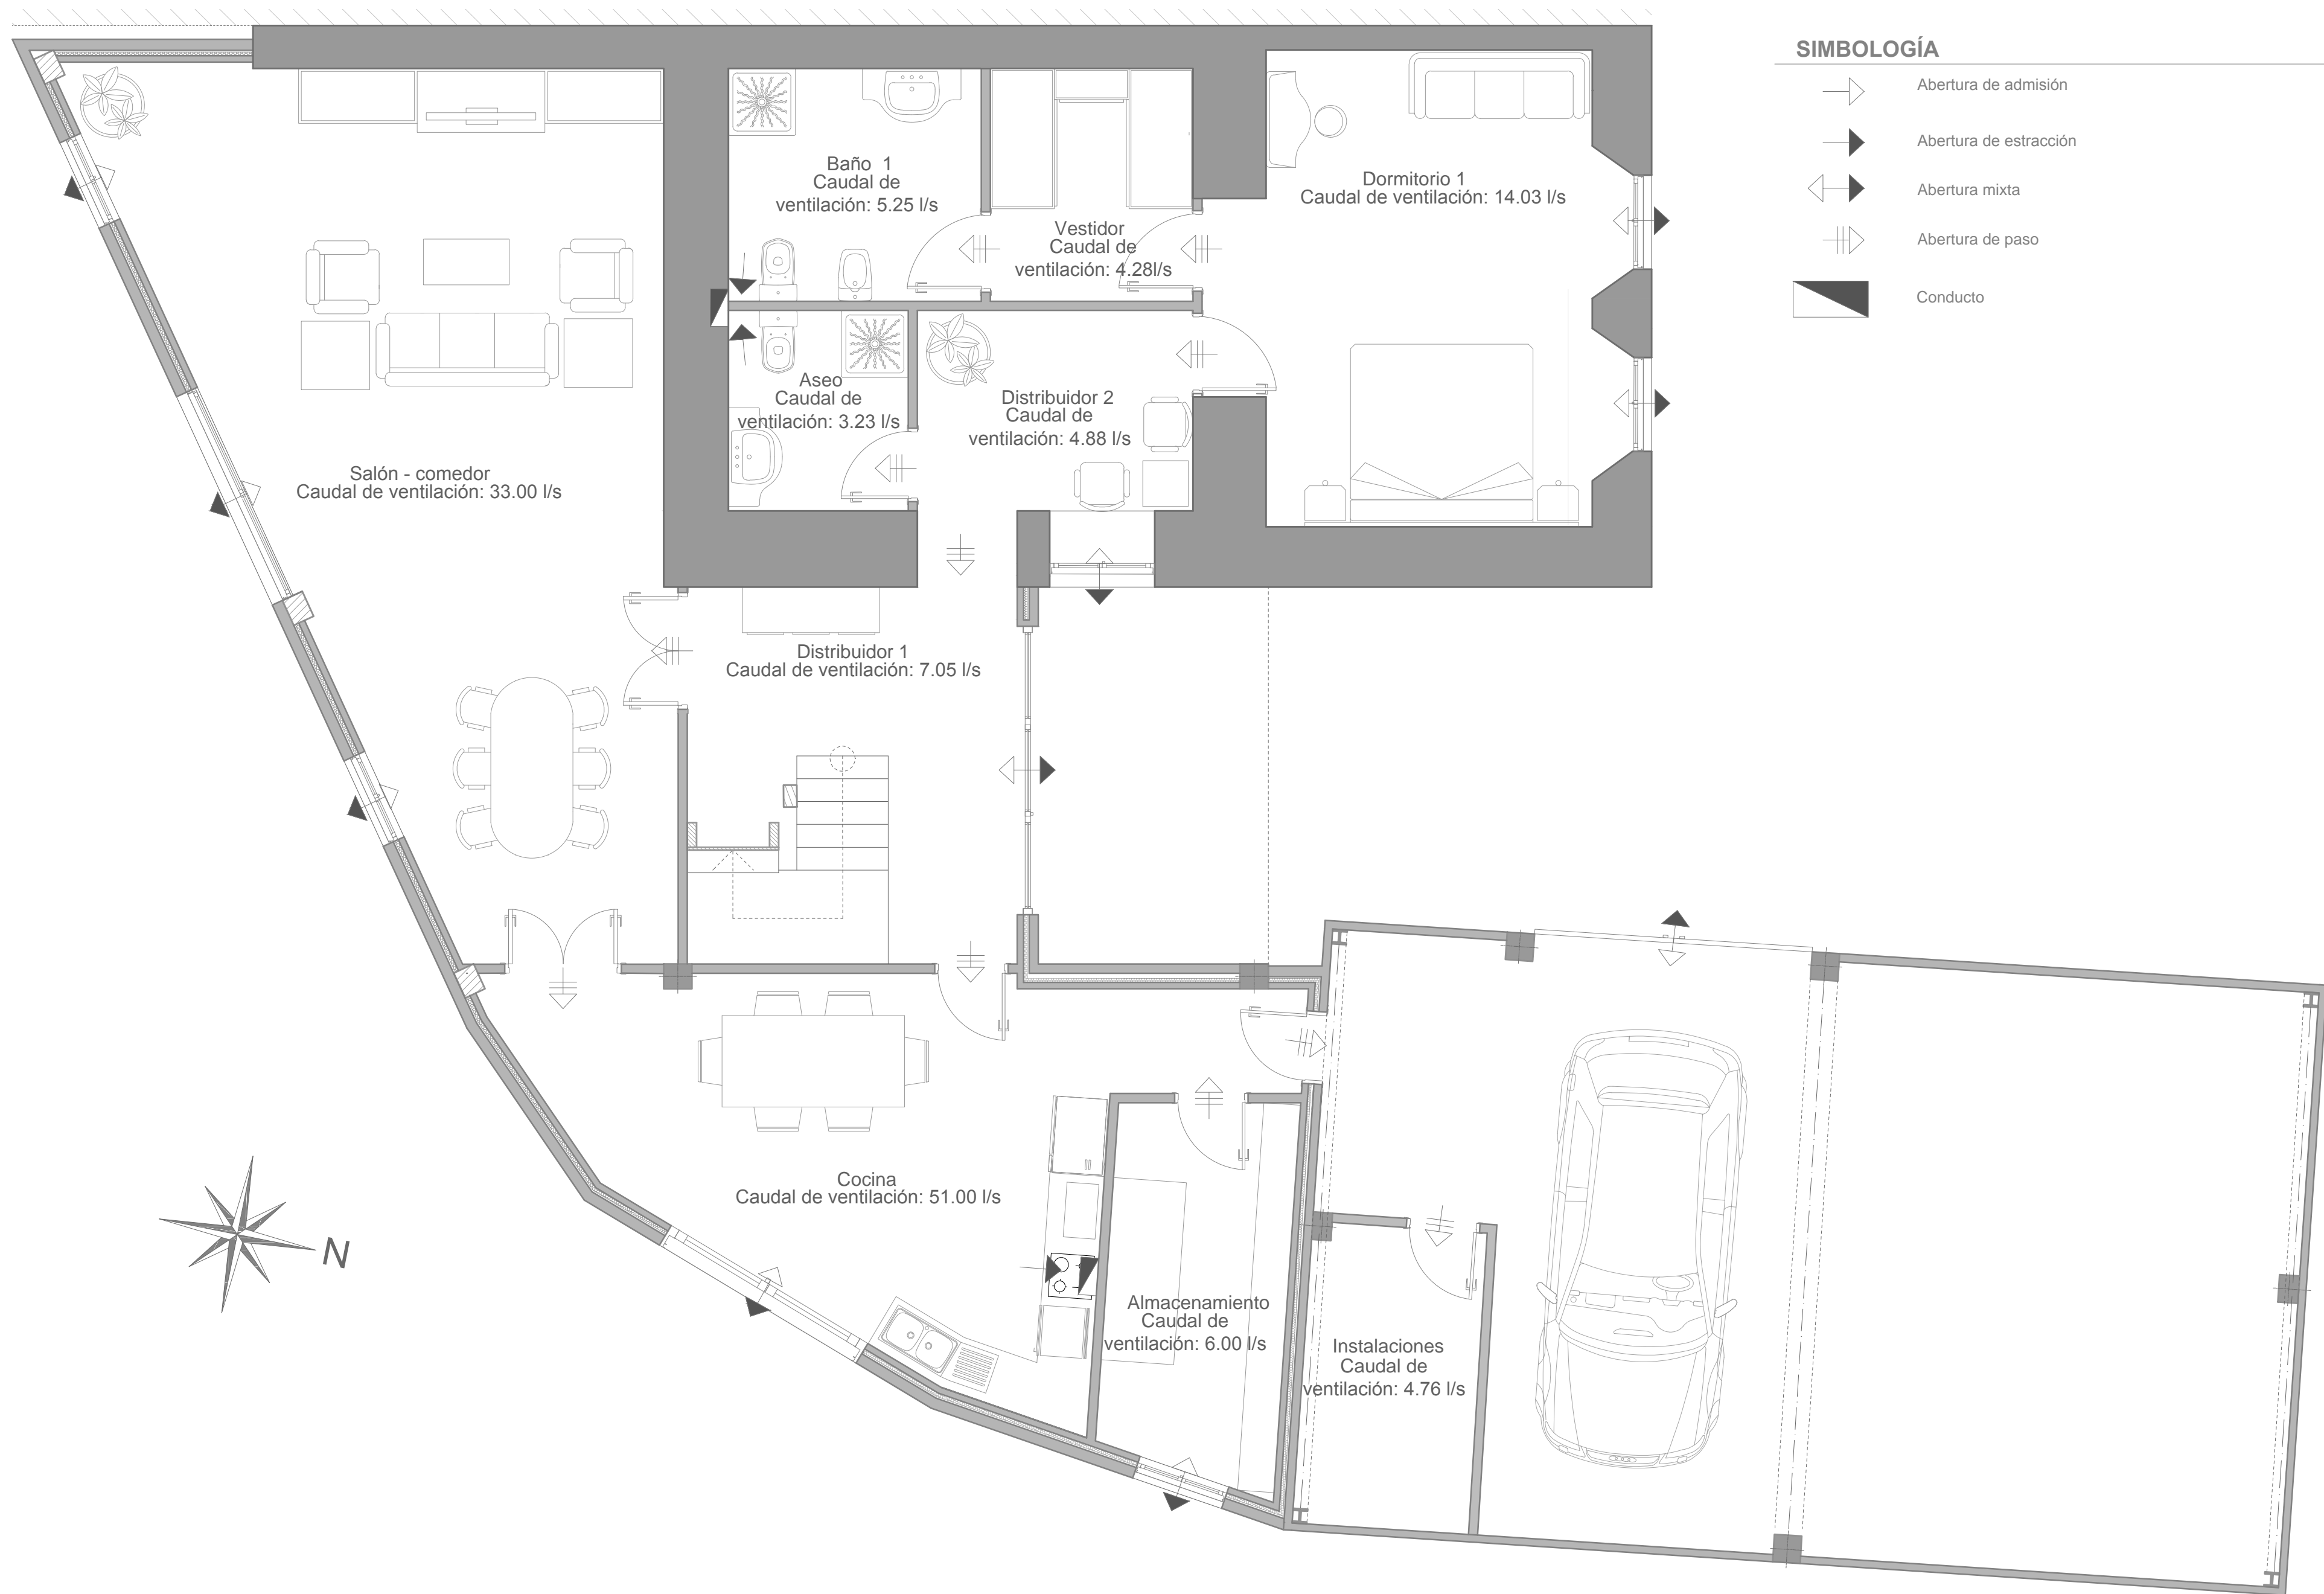 SIMBOLOGÍA
Abertura de admisión
Abertura de estracción
Abertura mixta
Abertura de paso
Conducto
Baño 1
Caudal de
ventilación: 5.25 l/s
Vestidor
Caudal de
ventilación: 4.28l/s
Dormitorio 1
Caudal de ventilación: 14.03 l/s
Aseo
Caudal de
ventilación: 3.23 l/s
Distribuidor 2
Caudal de
ventilación: 4.88 l/s
Salón - comedor
Caudal de ventilación: 33.00 l/s
Distribuidor 1
Caudal de ventilación: 7.05 l/s
Cocina
Caudal de ventilación: 51.00 l/s
N
Almacenamiento
Caudal de
ventilación: 6.00 l/s
Instalaciones
Caudal de
ventilación: 4.76 l/s